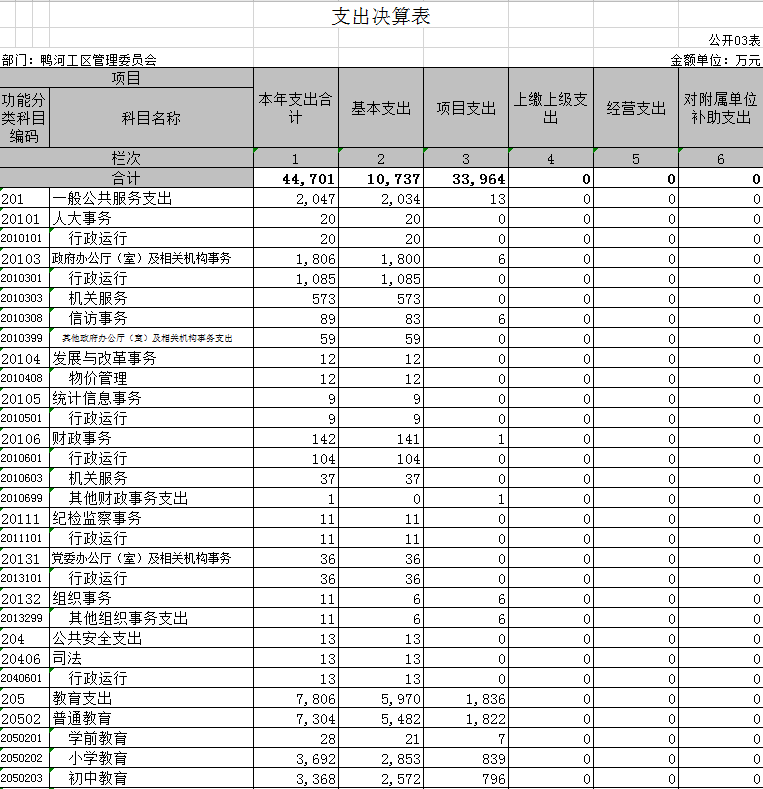 支出决算表
公开03表
部门：鸭河工区管理委员会 金额单位：万元
项目 本年支出合计 基本支出 项目支出 上缴上级支出 经营支出 对附属单位补助支出
功能分类科目编码 科目名称
栏次 1 2 3 4 5 6
合计 44,701 10,737 33,964 0 0 0
201 一般公共服务支出 2,047 2,034 13 0 0 0
20101 人大事务 20 20 0 0 0 0
2010101 行政运行 20 20 0 0 0 0
20103 政府办公厅（室）及相关机构事务 1,806 1,800 6 0 0 0
2010301 行政运行 1,085 1,085 0 0 0 0
2010303 机关服务 573 573 0 0 0 0
2010308 信访事务 89 83 6 0 0 0
2010399 其他政府办公厅（室）及相关机构事务支出 59 59 0 0 0 0
20104 发展与改革事务 12 12 0 0 0 0
2010408 物价管理 12 12 0 0 0 0
20105 统计信息事务 9 9 0 0 0 0
2010501 行政运行 9 9 0 0 0 0
20106 财政事务 142 141 1 0 0 0
2010601 行政运行 104 104 0 0 0 0
2010603 机关服务 37 37 0 0 0 0
2010699 其他财政事务支出 1 0 1 0 0 0
20111 纪检监察事务 11 11 0 0 0 0
2011101 行政运行 11 11 0 0 0 0
20131 党委办公厅（室）及相关机构事务 36 36 0 0 0 0
2013101 行政运行 36 36 0 0 0 0
20132 组织事务 11 6 6 0 0 0
2013299 其他组织事务支出 11 6 6 0 0 0
204 公共安全支出 13 13 0 0 0 0
20406 司法 13 13 0 0 0 0
2040601 行政运行 13 13 0 0 0 0
205 教育支出 7,806 5,970 1,836 0 0 0
20502 普通教育 7,304 5,482 1,822 0 0 0
2050201 学前教育 28 21 7 0 0 0
2050202 小学教育 3,692 2,853 839 0 0 0
2050203 初中教育 3,368 2,572 796 0 0 0